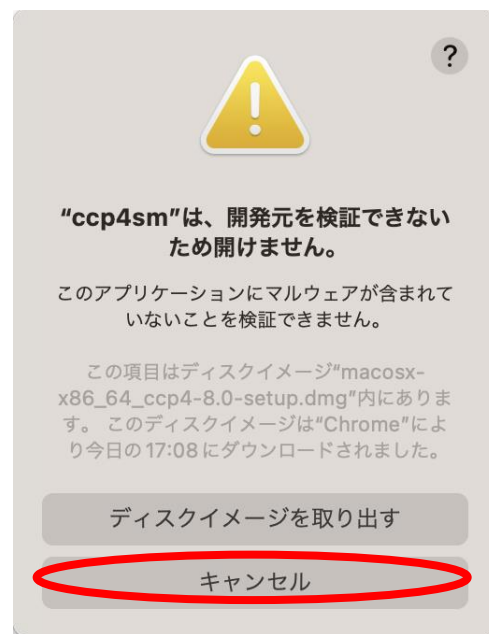 ?
“ccp4sm”は、開発元を検証できない
ため開けません。
このアプリケーションにマルウェアが含まれて
いないことを検証できません。
この項目はディスクイメージ“macosx-
x86_64_ccp4-8.0-setup.dmg”内にありま
す。 このディスクイメージは“Chrome”によ
り今日の17:08にダウンロードされました。
ディスクイメージを取り出す
キャンセル